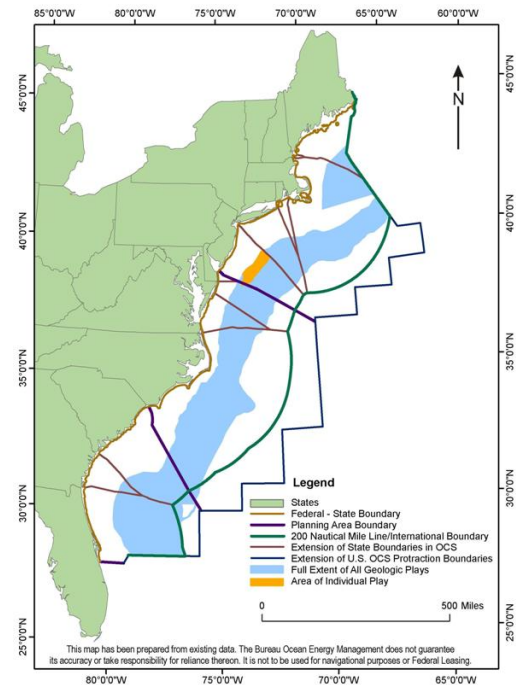 85°0'0"W 80°0'0"W 75°0'0"W 70°0'0"W 65°0'0"W 60°0'0"W
45°0'0"N
45°0'0"N
N
40°0'0"N
40°0'0"N
35°0'0"N
35°0'0"N
30°0'0"N
30°0'0"N
25°0'0"N
25°0'0"N
Legend
States
Federal - State Boundary
Planning Area Boundary
200 Nautical Mile Line/International Boundary
Extension of State Boundaries in OCS
Extension of U.S. OCS Protraction Boundaries
Full Extent of All Geologic Plays
Area of Individual Play
0 500 Miles
This map has been prepared from existing data. The Bureau Ocean Energy Management does not guarantee
its accuracy or take responsibility for reliance thereon. It is not to be used for navigational purposes or Federal Leasing.
80°0'0"W 75°0'0"W 70°0'0"W 65°0'0"W